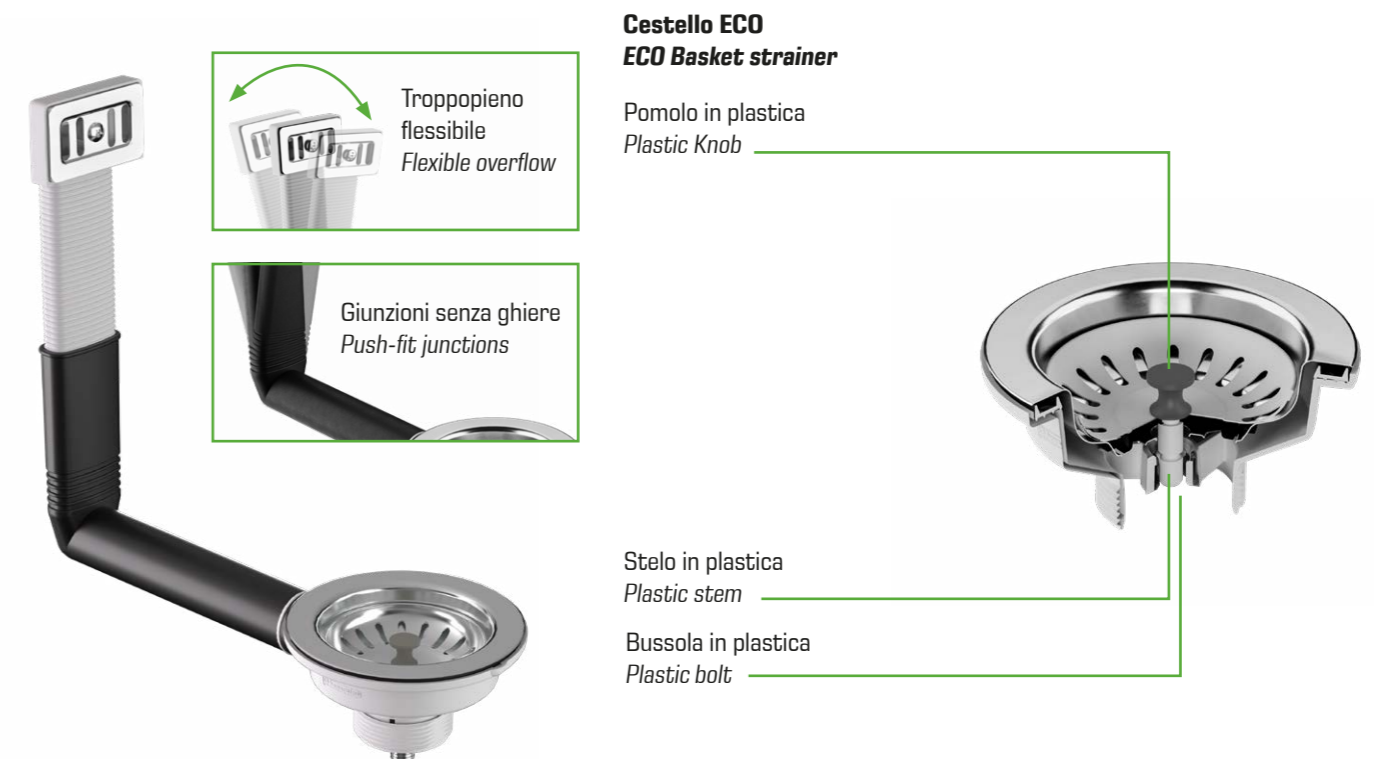 Troppopieno
flessibile
Flexible overflow
Giunzioni senza ghiere
Push-fit junctions
Cestello ECO
ECO Basket strainer
Pomolo in plastica
Plastic Knob
Stelo in plastica
Plastic stem
Bussola in plastica
Plastic bolt